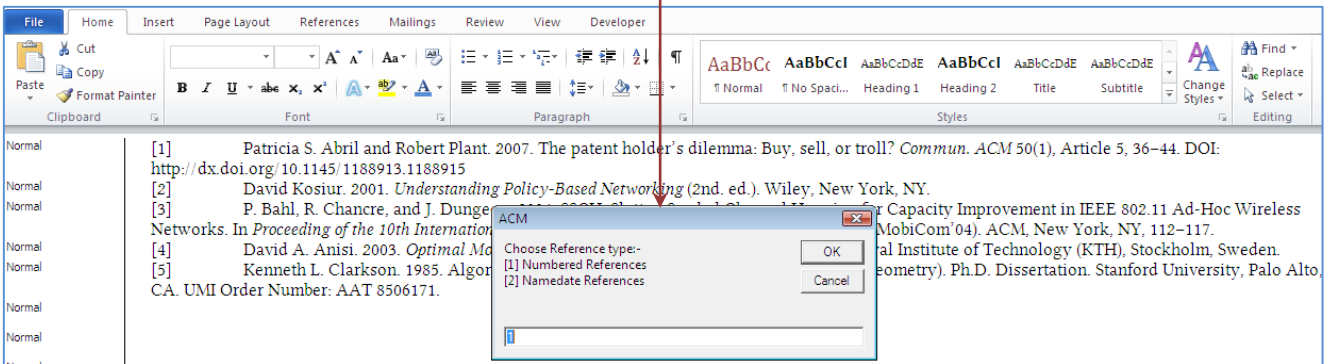 File Home Insert Page Layout References Mailings Review View Developer
Cut
Copy
Format Painter
Paste
Clipboard
A A Aa
B I U abc x₂ x² A ab A
Font
Paragraph
AaBbCc AaBbCcI AaBbCcDdE AaBbCcI AaBbCcDdE AaBbCcDdE
¶ Normal ¶ No Spaci... Heading 1 Heading 2 Title Subtitle
Change Styles
Styles
Find
Replace
Select
Editing
Normal [1] Patricia S. Abril and Robert Plant. 2007. The patent holder's dilemma: Buy, sell, or troll? Commun. ACM 50(1), Article 5, 36–44. DOI:
http://dx.doi.org/10.1145/1188913.1188915
Normal [2] David Kosiur. 2001. Understanding Policy-Based Networking (2nd. ed.). Wiley, New York, NY.
Normal [3] P. Bahl, R. Chancre, and J. Dunge for Capacity Improvement in IEEE 802.11 Ad-Hoc Wireless
Networks. In Proceeding of the 10th Internation MobiCom'04). ACM, New York, NY, 112–117.
Normal [4] David A. Anisi. 2003. Optimal Mo al Institute of Technology (KTH), Stockholm, Sweden.
Normal [5] Kenneth L. Clarkson. 1985. Algor eometry). Ph.D. Dissertation. Stanford University, Palo Alto,
CA. UMI Order Number: AAT 8506171.
Normal
Normal
ACM
Choose Reference type:-
[1] Numbered References
[2] Namedate References
OK
Cancel
1